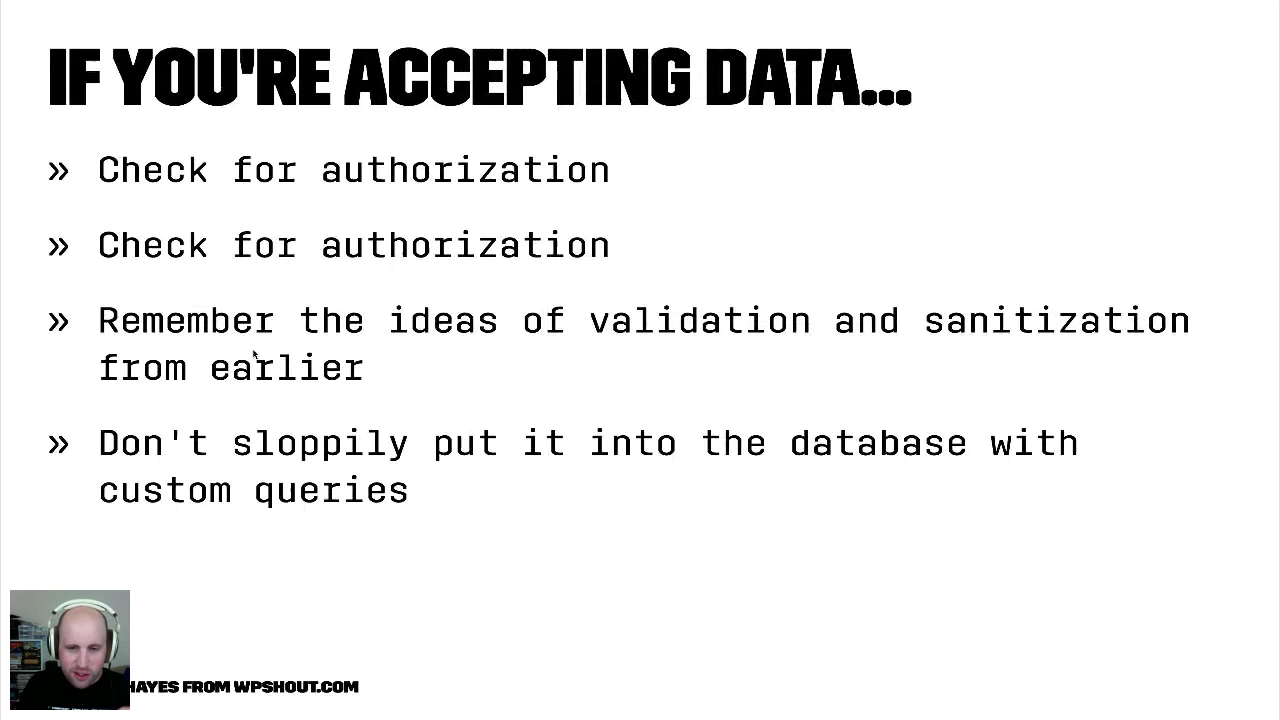 IF YOU'RE ACCEPTING DATA...
» Check for authorization
» Check for authorization
» Remember the ideas of validation and sanitization
from earlier
» Don't sloppily put it into the database with
custom queries
HAYES FROM WPSHOUT.COM